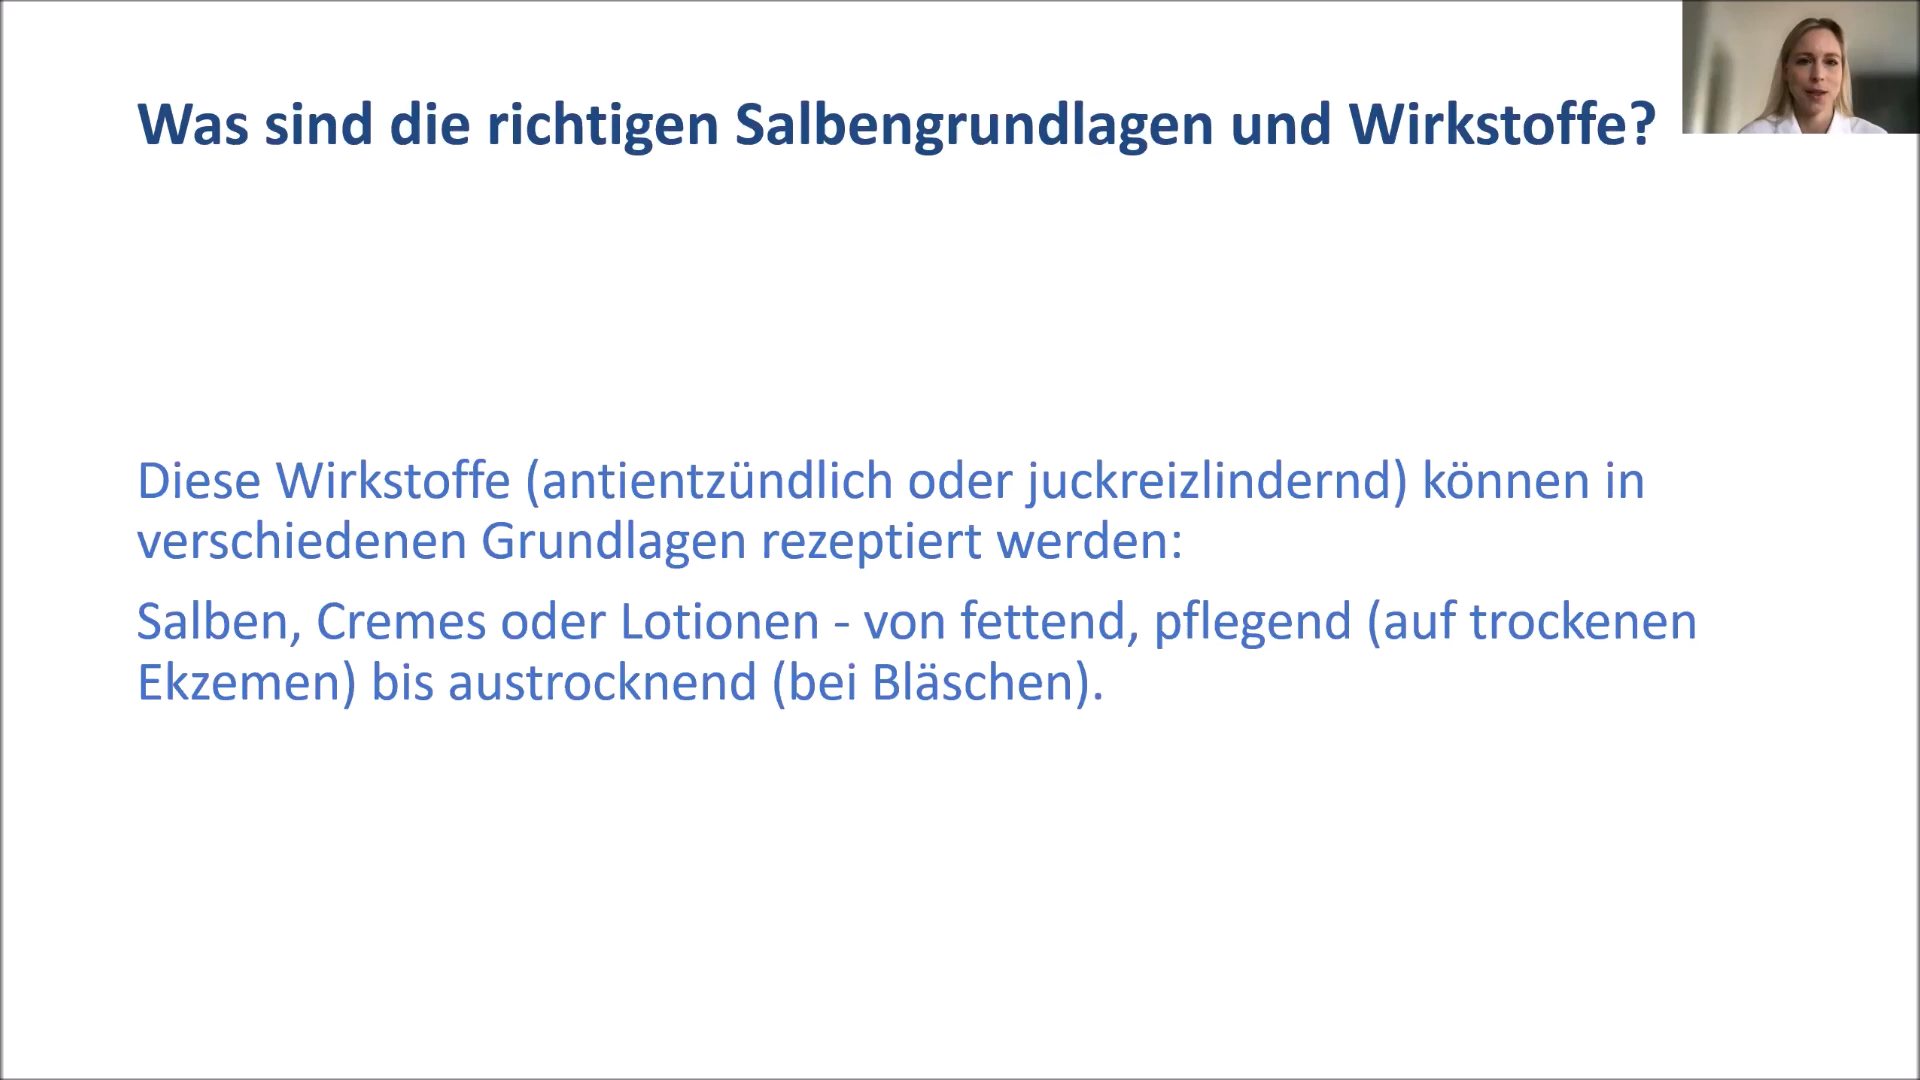 Was sind die richtigen Salbengrundlagen und Wirkstoffe?
Diese Wirkstoffe (antientzündlich oder juckreizlindernd) können in
verschiedenen Grundlagen rezeptiert werden:
Salben, Cremes oder Lotionen - von fettend, pflegend (auf trockenen
Ekzemen) bis austrocknend (bei Bläschen).